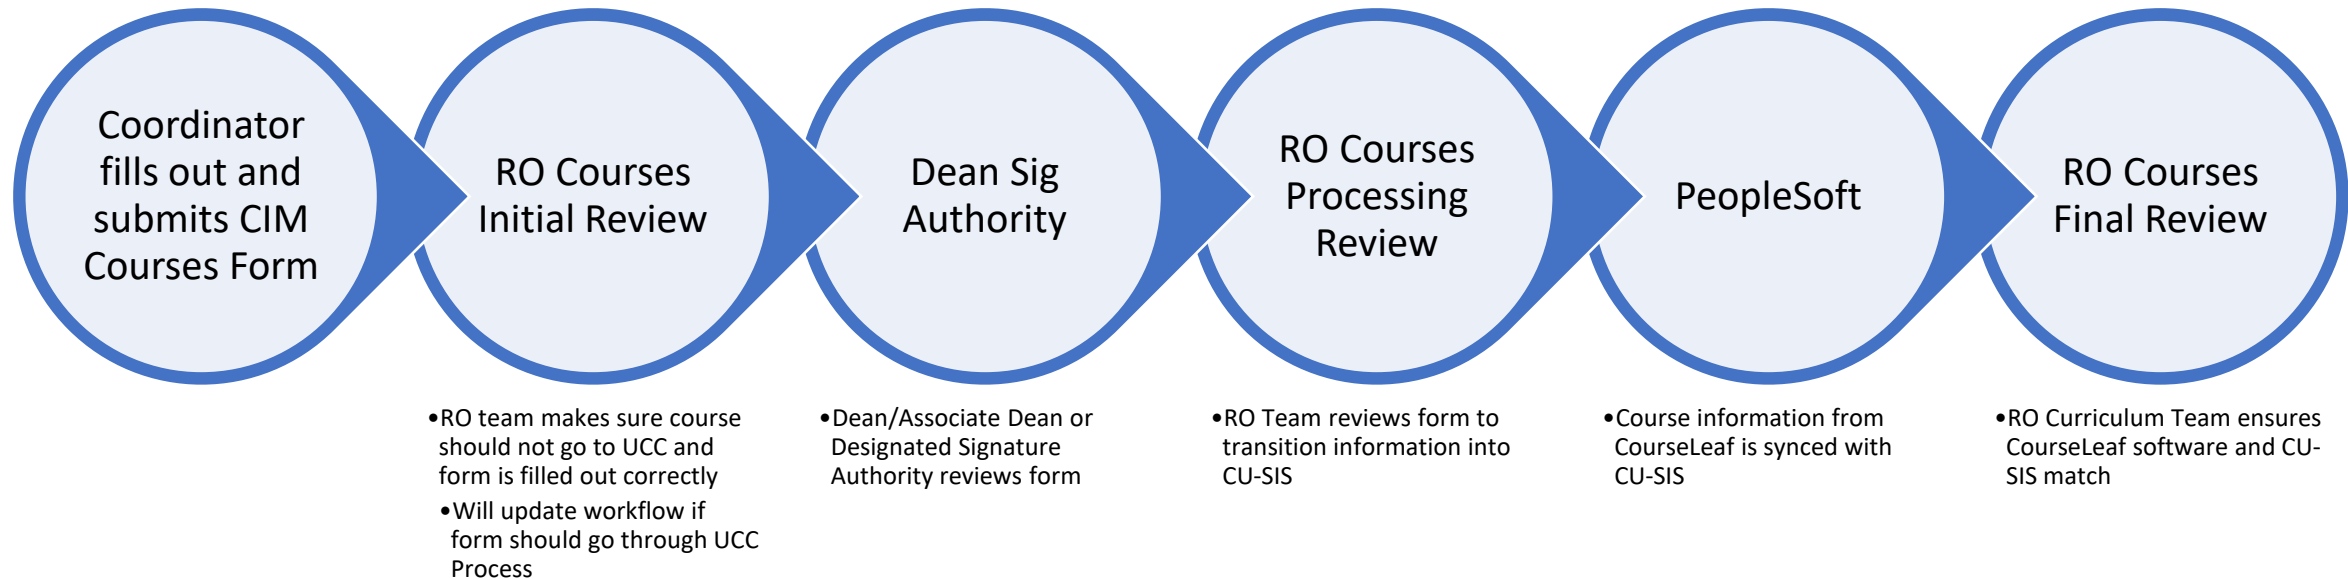 Coordinator
fills out and
submits CIM
Courses Form
RO Courses
Initial Review
•RO team makes sure course
should not go to UCC and
form is filled out correctly
•Will update workflow if
form should go through UCC
Process
Dean Sig
Authority
•Dean/Associate Dean or
Designated Signature
Authority reviews form
RO Courses
Processing
Review
•RO Team reviews form to
transition information into
CU-SIS
PeopleSoft
•Course information from
CourseLeaf is synced with
CU-SIS
RO Courses
Final Review
•RO Curriculum Team ensures
CourseLeaf software and CU-
SIS match